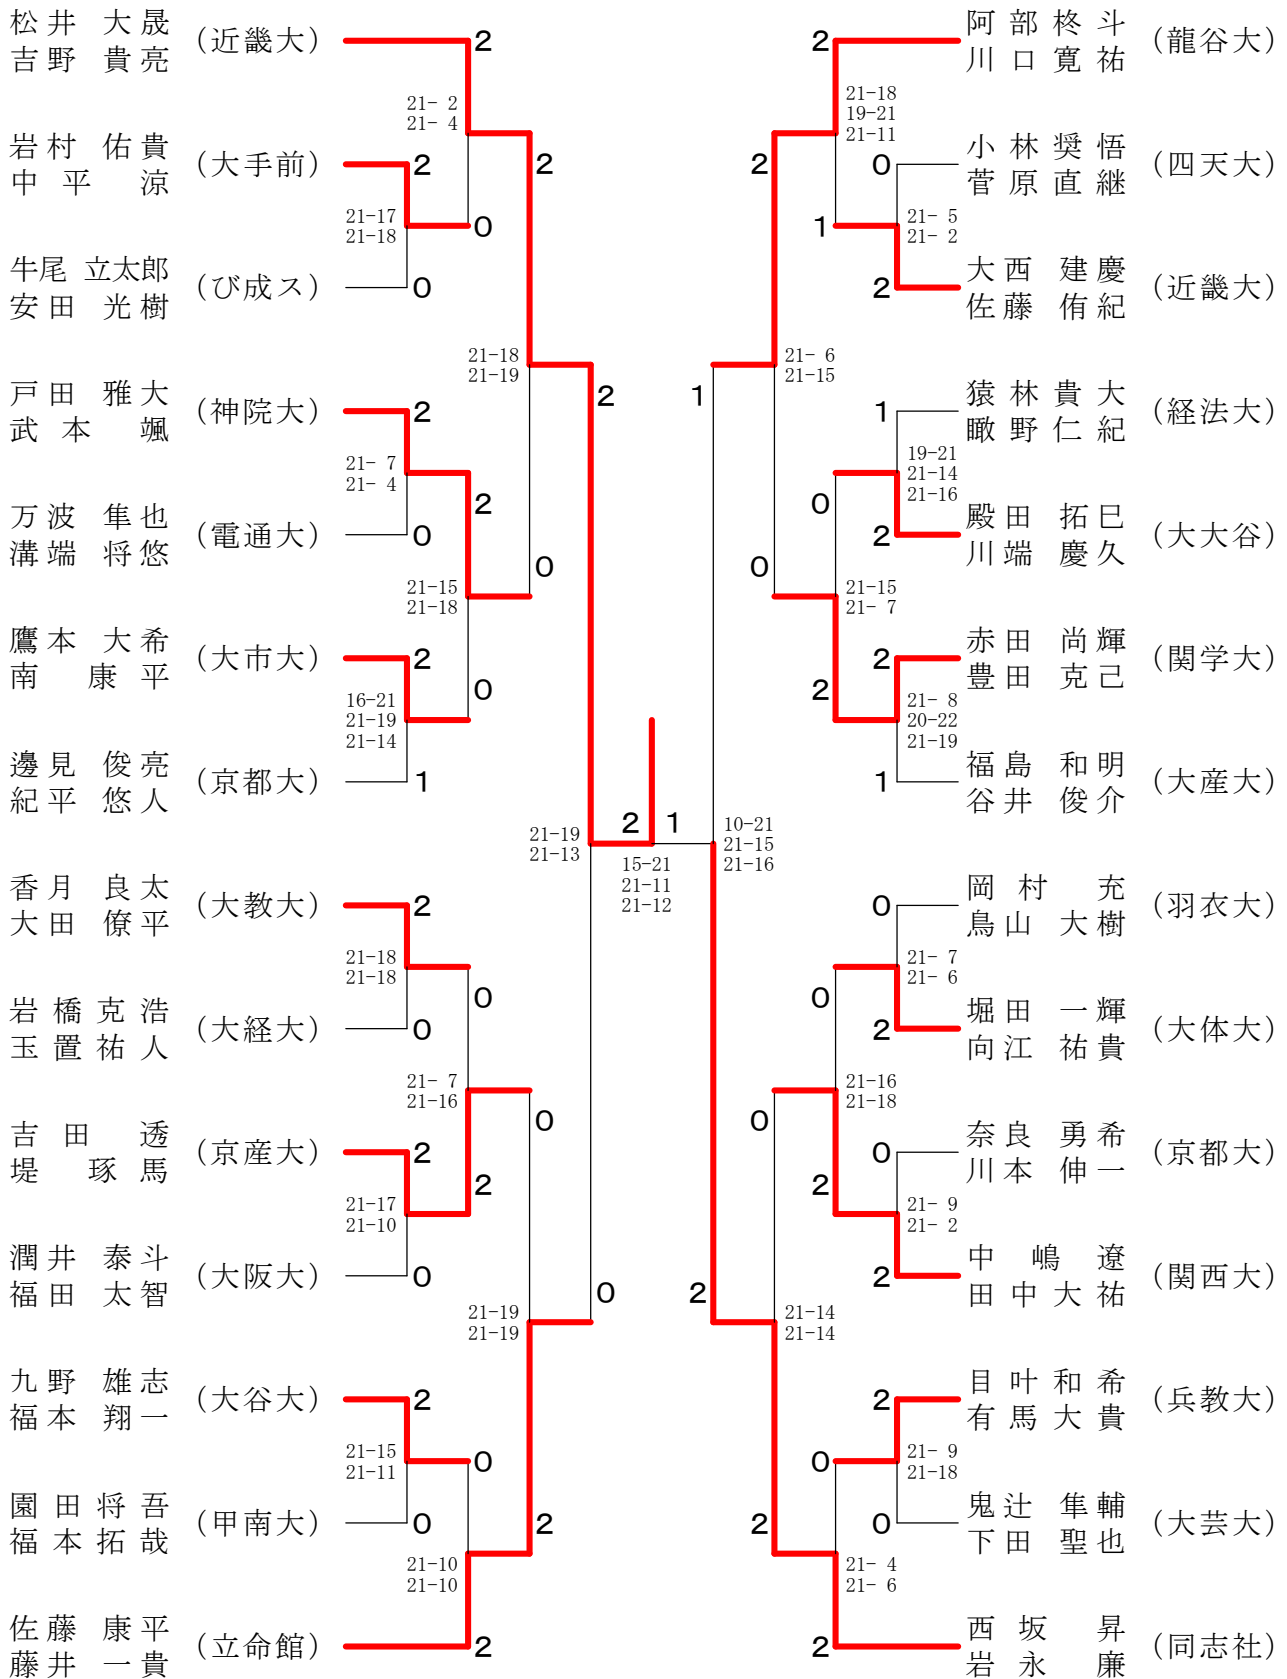 松井 大晟
吉野 貴亮
(近畿大)
2
21- 2
21- 4
岩村 佑貴
中平 涼
(大手前)
2
2
21-17
21-18
0
牛尾 立太郎
安田 光樹
(び成ス)
0
21-18
21-19
2
戸田 雅大
武本 颯
(神院大)
2
21- 7
21- 4
2
万波 隼也
溝端 将悠
(電通大)
0
0
21-15
21-18
鷹本 大希
南 康平
(大市大)
2
0
16-21
21-19
21-14
邊見 俊亮
紀平 悠人
(京都大)
1
21-19
21-13
2
1
15-21
21-11
21-12
香月 良太
大田 僚平
(大教大)
2
21-18
21-18
0
岩橋克浩
玉置祐人
(大経大)
0
21- 7
21-16
0
吉田 透
堤 琢馬
(京産大)
2
2
21-17
21-10
潤井 泰斗
福田 太智
(大阪大)
0
0
21-19
21-19
九野 雄志
福本 翔一
(大谷大)
2
21-15
21-11
0
園田将吾
福本拓哉
(甲南大)
0
2
21-10
21-10
佐藤 康平
藤井 一貴
(立命館)
2
阿部柊斗
川口寛祐
(龍谷大)
2
21-18
19-21
21-11
2
小林奨悟
菅原直継
(四天大)
0
1
21- 5
21- 2
大西 建慶
佐藤 侑紀
(近畿大)
2
21- 6
21-15
1
猿林貴大
瞰野仁紀
(経法大)
1
19-21
21-14
21-16
0
殿田 拓巳
川端 慶久
(大大谷)
2
0
21-15
21- 7
赤田 尚輝
豊田 克己
(関学大)
2
2
21- 8
20-22
21-19
福島 和明
谷井 俊介
(大産大)
1
10-21
21-15
21-16
岡村 充
鳥山 大樹
(羽衣大)
0
21- 7
21- 6
0
堀田 一輝
向江 祐貴
(大体大)
2
21-16
21-18
0
奈良 勇希
川本 伸一
(京都大)
0
2
21- 9
21- 2
中嶋 遼
田中大祐
(関西大)
2
2
21-14
21-14
目叶和希
有馬大貴
(兵教大)
2
0
21- 9
21-18
鬼辻 隼輔
下田 聖也
(大芸大)
0
2
21- 4
21- 6
西坂 昇
岩永 廉
(同志社)
2